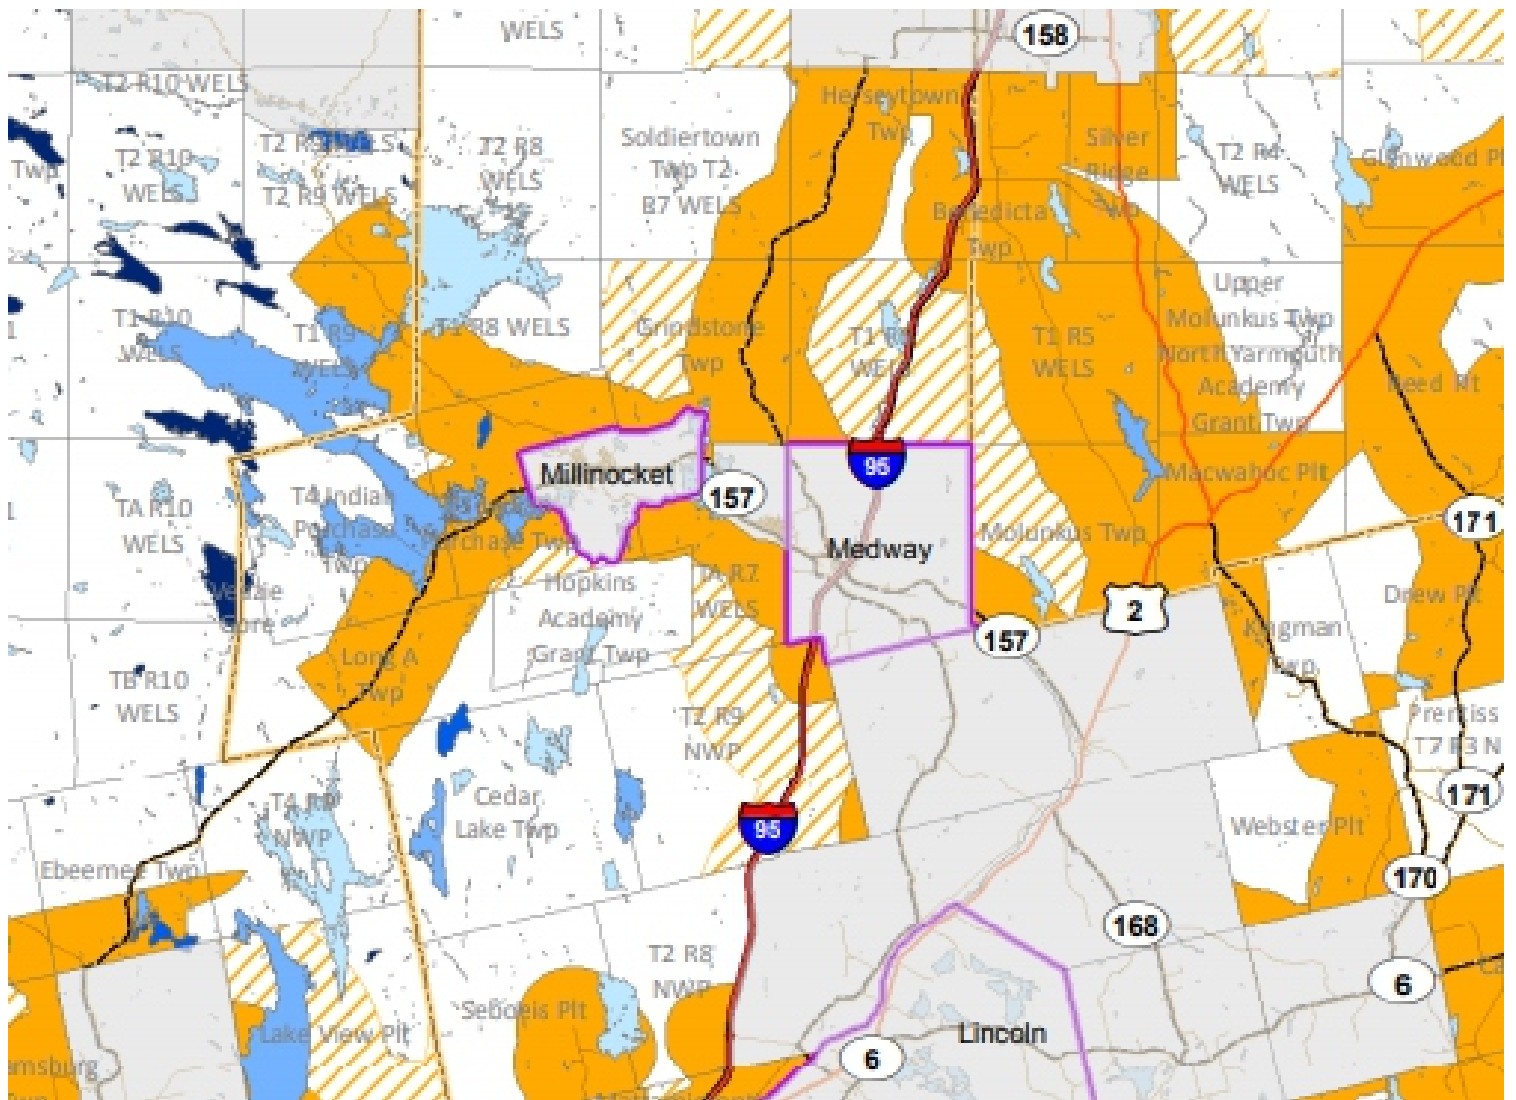 WELS
158
T2 R10 WELS
Herseytown
Twp
T2 R9 WELS
T2 R8
WELS
Soldiertown
Twp T2
B7 WELS
Silver
Ridge
Twp
T2 R4
WELS
Glenwood Pl
Twp
T2 R10
WELS
T2 R9 WELS
Benedicta
Twp
Upper
Molunkus Twp
T1 R10
WELS
T1 R9
WELS
T1 R8 WELS
Grindstone
Twp
T1 R6
WELS
T1 R5
WELS
North Yarmouth
Academy
Grant Twp
Reed Plt
Millinocket
157
95
Macwahoc Plt
TA R10
WELS
T4 Indian
Purchase
Twp
Purchase Twp
Medway
Molunkus Twp
171
Hopkins
Academy
Grant Twp
TA R7
WELS
Veazie
Gore
2
Drew Plt
157
Kingman
Twp
Long A
Twp
TB R10
WELS
T2 R9
NWP
Prentiss
T7 R3 N
171
T4 R9
NWP
Cedar
Lake Twp
95
Webster Plt
Ebeemee Twp
170
168
T2 R8
NWP
6
Seboeis Plt
Lake View Plt
Lincoln
6
amsburg